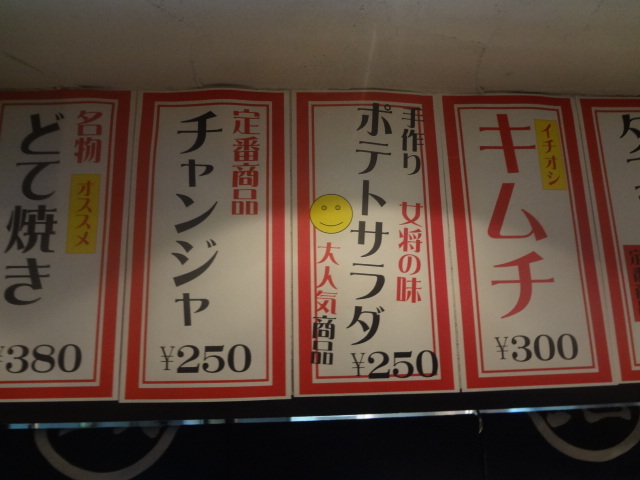 名物
オススメ
どて焼き
¥380
定番商品
チャンジャ
¥250
手作り
女将の味
ポテトサラダ
大人気商品
¥250
イチオシ
キムチ
¥300